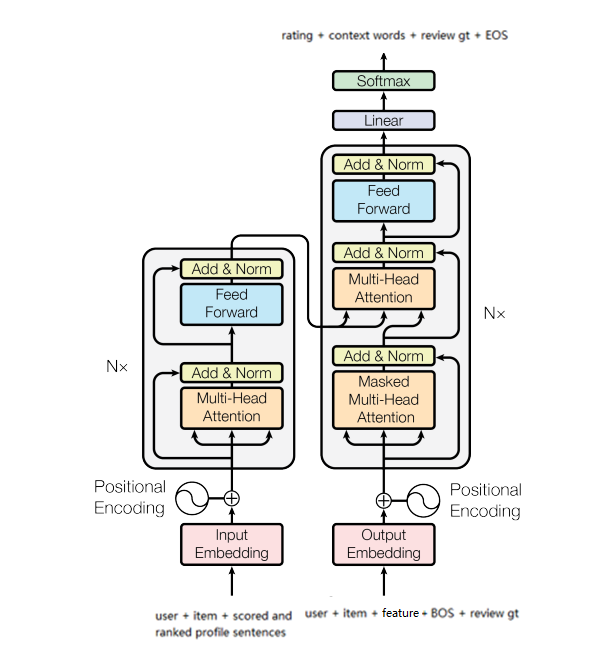 rating + context words + review gt + EOS
Softmax
Linear
Add & Norm
Feed
Forward
Add & Norm
Multi-Head
Attention
Add & Norm
Masked
Multi-Head
Attention
N×
Add & Norm
Feed
Forward
Add & Norm
Multi-Head
Attention
N×
Positional
Encoding
Positional
Encoding
Input
Embedding
Output
Embedding
user + item + scored and
ranked profile sentences
user + item + feature + BOS + review gt